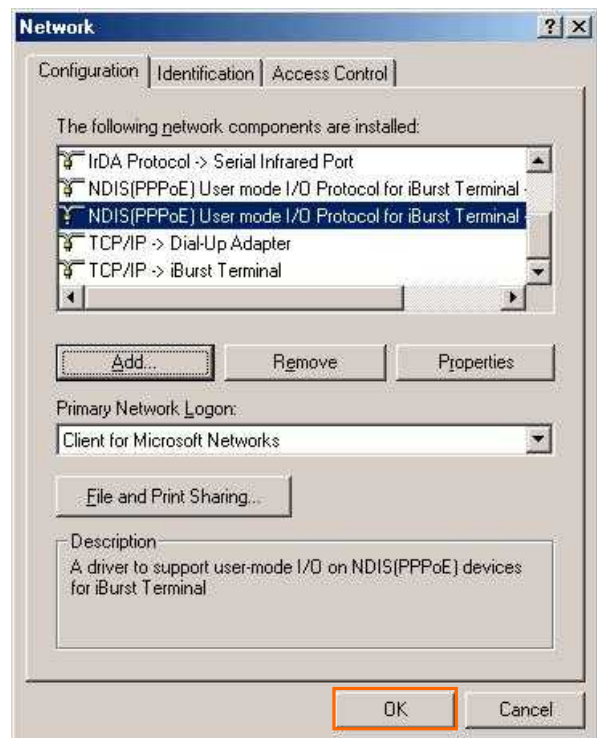 Network
Configuration Identification Access Control
The following network components are installed:
IrDA Protocol -> Serial Infrared Port
NDIS(PPPoE) User mode I/O Protocol for iBurst Terminal -
NDIS(PPPoE) User mode I/O Protocol for iBurst Terminal -
TCP/IP -> Dial-Up Adapter
TCP/IP -> iBurst Terminal
Add... Remove Properties
Primary Network Logon:
Client for Microsoft Networks
File and Print Sharing...
Description
A driver to support user-mode I/O on NDIS(PPPoE) devices
for iBurst Terminal
OK Cancel